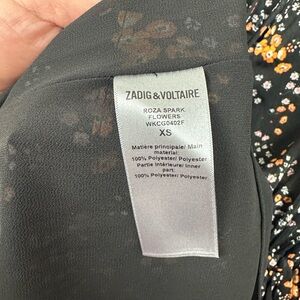 ZADIG & VOLTAIRE
ROZA SPARK
FLOWERS
WKCG0402F
XS
Matière principale/ Main
material:
100% Polyester/ Polyester
Partie Intérieure/ Inner
part:
100% Polyester/ Polyester